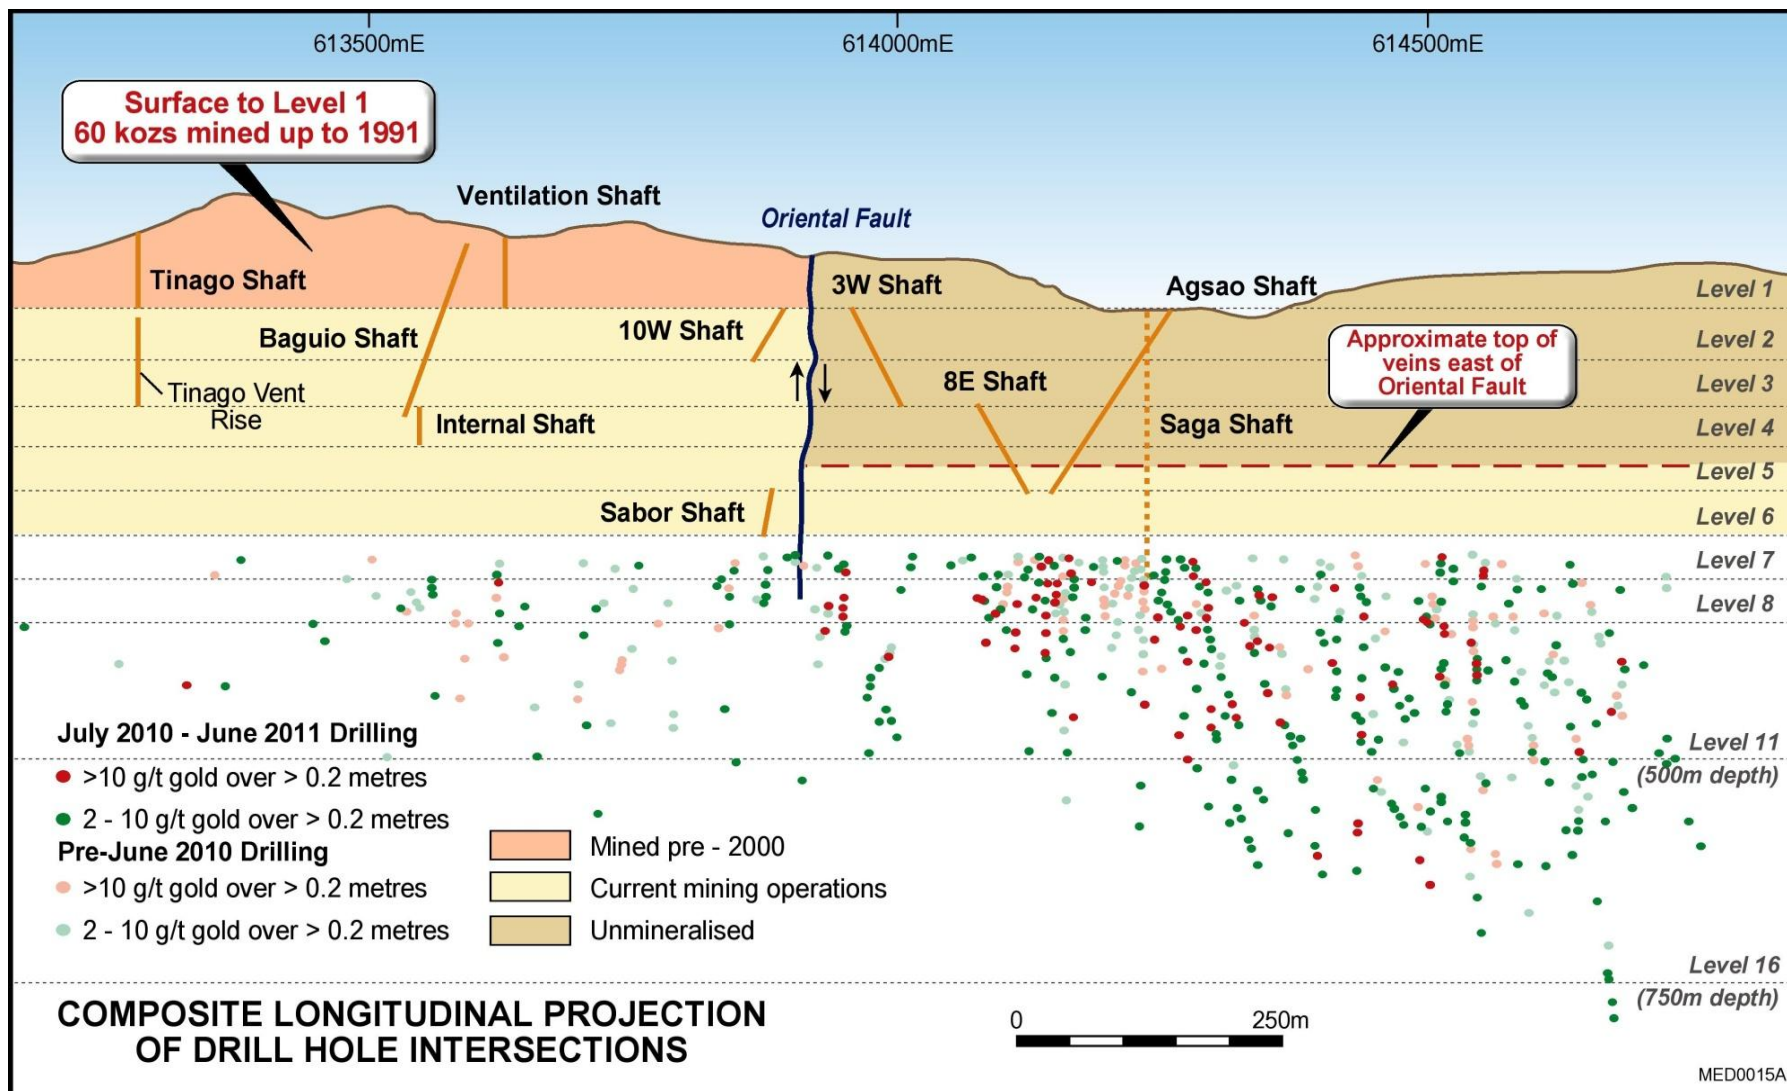 613500mE
614000mE
614500mE
Surface to Level 1
60 kozs mined up to 1991
Ventilation Shaft
Oriental Fault
Tinago Shaft
3W Shaft
Agsao Shaft
Level 1
Baguio Shaft
10W Shaft
Approximate top of
veins east of
Oriental Fault
Level 2
Tinago Vent
Rise
8E Shaft
Level 3
Internal Shaft
Saga Shaft
Level 4
Level 5
Sabor Shaft
Level 6
Level 7
Level 8
July 2010 - June 2011 Drilling
>10 g/t gold over > 0.2 metres
2 - 10 g/t gold over > 0.2 metres
Pre-June 2010 Drilling
>10 g/t gold over > 0.2 metres
2 - 10 g/t gold over > 0.2 metres
Mined pre - 2000
Current mining operations
Unmineralised
Level 11
(500m depth)
Level 16
(750m depth)
COMPOSITE LONGITUDINAL PROJECTION
OF DRILL HOLE INTERSECTIONS
0
250m
MED0015A